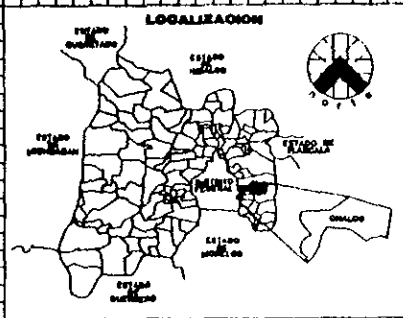 LOCALIZACION
ESTADO
DE
QUERETARO
ESTADO
DE
HIDALGO
norte
ESTADO
DE
MICHOACAN
ESTADO DE
TLAXCALA
DISTRITO
FEDERAL
CHALCO
ESTADO
DE
MORELOS
ESTADO
DE
GUERRERO